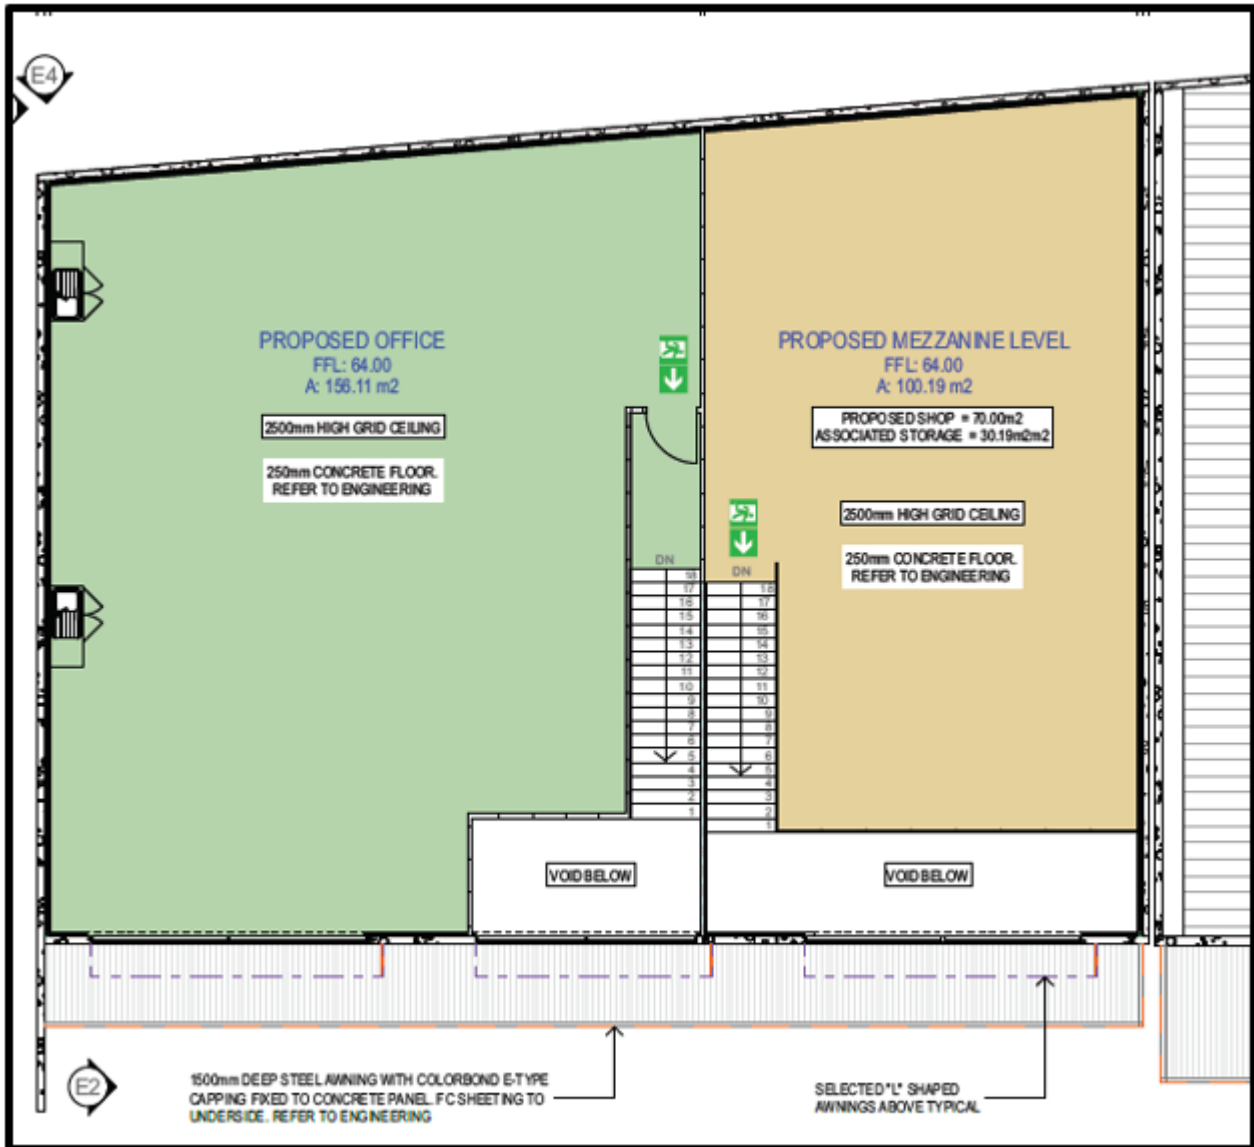 E4
PROPOSED OFFICE
FFL: 64.00
A: 156.11 m2
2500mm HIGH GRID CEILING
250mm CONCRETE FLOOR.
REFER TO ENGINEERING
PROPOSED MEZZANINE LEVEL
FFL: 64.00
A: 100.19 m2
PROPOSED SHOP = 70.00m2
ASSOCIATED STORAGE = 30.19m2m2
2500mm HIGH GRID CEILING
250mm CONCRETE FLOOR.
REFER TO ENGINEERING
DN
18
17
16
15
14
13
12
11
10
9
8
7
6
5
4
3
2
1
DN
18
17
16
15
14
13
12
11
10
9
8
7
6
5
4
3
2
1
VOID BELOW
VOID BELOW
E2
1500mm DEEP STEEL AWNING WITH COLORBOND E-TYPE
CAPPING FIXED TO CONCRETE PANEL. FC SHEETING TO
UNDERSIDE. REFER TO ENGINEERING
SELECTED "L" SHAPED
AWNINGS ABOVE TYPICAL